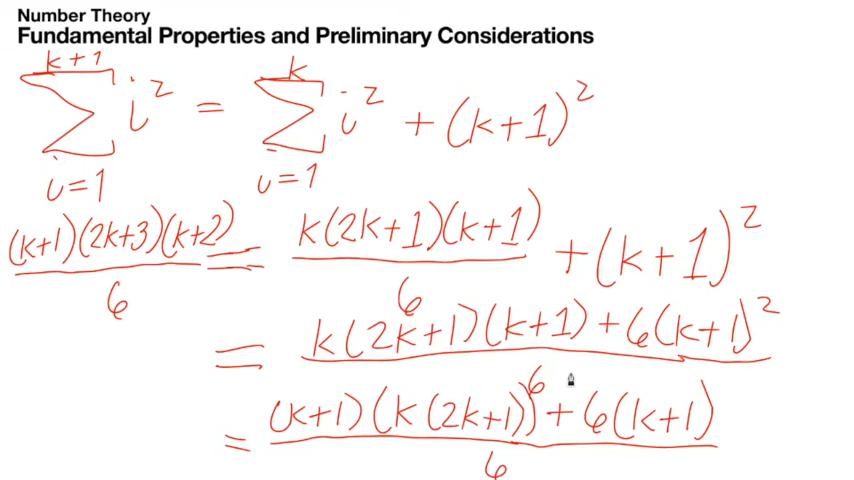 Number Theory
Fundamental Properties and Preliminary Considerations
k+1 k
∑ i² = ∑ i² + (k+1)²
i=1 i=1
(k+1)(2k+3)(k+2) = k(2k+1)(k+1) + (k+1)²
6 6
= k(2k+1)(k+1) + 6(k+1)²
6
= (k+1)(k(2k+1)) + 6(k+1)
6